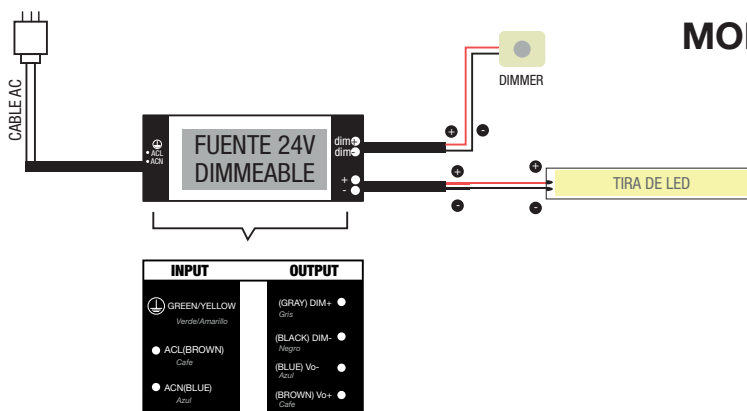 MO
CABLE AC
DIMMER
ACL
ACN
FUENTE 24V
DIMMEABLE
dim+
dim-
+
-
+
-
+
-
+
-
TIRA DE LED
INPUT
OUTPUT
GREEN/YELLOW
Verde/Amarillo
ACL(BROWN)
Cafe
ACN(BLUE)
Azul
(GRAY) DIM+
Gris
(BLACK) DIM-
Negro
(BLUE) Vo-
Azul
(BROWN) Vo+
Cafe